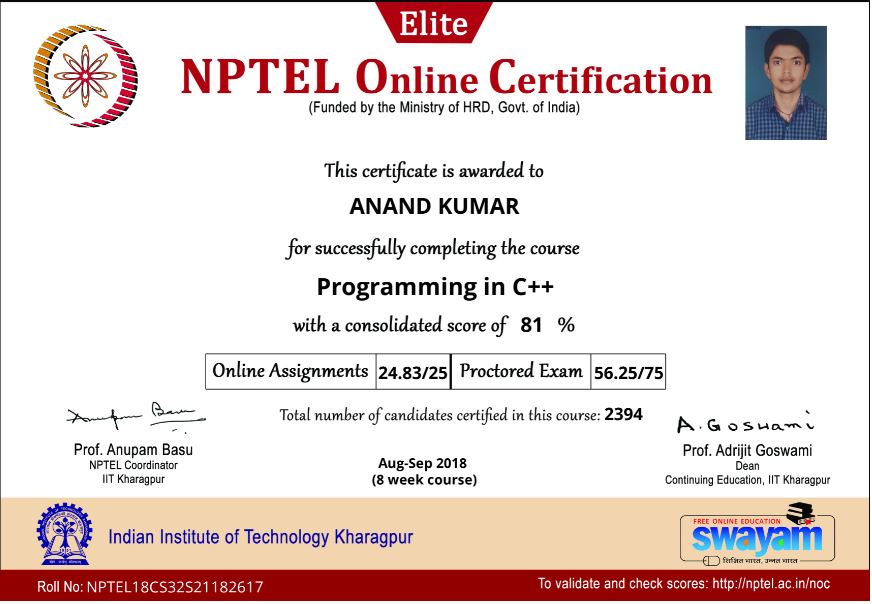 Elite
NPTEL Online Certification
(Funded by the Ministry of HRD, Govt. of India)
This certificate is awarded to
ANAND KUMAR
for successfully completing the course
Programming in C++
with a consolidated score of 81 %
Online Assignments 24.83/25 Proctored Exam 56.25/75
Total number of candidates certified in this course: 2394
Anupam Basu
A. Goswami
Prof. Anupam Basu
NPTEL Coordinator
IIT Kharagpur
Aug-Sep 2018
(8 week course)
Prof. Adrijit Goswami
Dean
Continuing Education, IIT Kharagpur
Indian Institute of Technology Kharagpur
FREE ONLINE EDUCATION
swayam
शिक्षित भारत, उन्नत भारत
Roll No: NPTEL18CS32S21182617
To validate and check scores: http://nptel.ac.in/noc